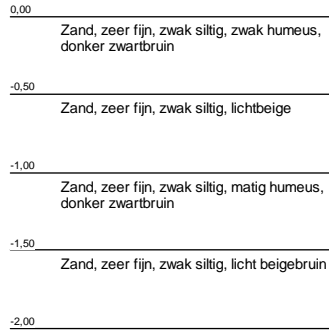 0,00
Zand, zeer fijn, zwak siltig, zwak humeus,
donker zwartbruin
-0,50
Zand, zeer fijn, zwak siltig, lichtbeige
-1,00
Zand, zeer fijn, zwak siltig, matig humeus,
donker zwartbruin
-1,50
Zand, zeer fijn, zwak siltig, licht beigebruin
-2,00